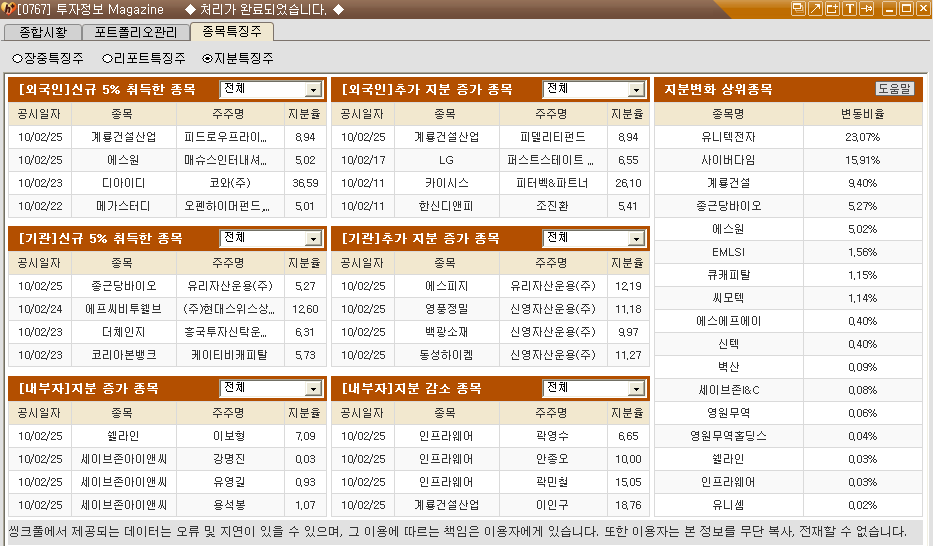 [0767] 투자정보 Magazine ◆ 처리가 완료되었습니다. ◆
종합시황 포트폴리오관리 종목특징주
장중특징주 리포트특징주 지분특징주
[외국인]신규 5% 취득한 종목 전체
공시일자 종목 주주명 지분율
10/02/25 계룡건설산업 피드로우프라이... 8,94
10/02/25 에스원 매슈스인터내셔... 5,02
10/02/23 디아이디 코와(주) 36,59
10/02/22 메가스터디 오펜하이머펀드... 5,01
[외국인]추가 지분 증가 종목 전체
공시일자 종목 주주명 지분율
10/02/25 계룡건설산업 피델리티펀드 8,94
10/02/17 LG 퍼스트스테이트 ... 6,55
10/02/11 카이시스 피터벡&파트너 26,10
10/02/11 한신디앤피 조진환 5,41
[기관]신규 5% 취득한 종목 전체
공시일자 종목 주주명 지분율
10/02/25 종근당바이오 유리자산운용(주) 5,27
10/02/24 에프씨비투웰브 (주)현대스위스상... 12,60
10/02/23 더체인지 흥국투자신탁운... 6,31
10/02/23 코리아본뱅크 케이티비캐피탈 5,73
[기관]추가 지분 증가 종목 전체
공시일자 종목 주주명 지분율
10/02/25 에스피지 유리자산운용(주) 12,19
10/02/25 영풍정밀 신영자산운용(주) 11,18
10/02/25 백광소재 신영자산운용(주) 9,97
10/02/25 동성하이켐 신영자산운용(주) 11,27
[내부자]지분 증가 종목 전체
공시일자 종목 주주명 지분율
10/02/25 쉘라인 이보형 7,09
10/02/25 세이브존아이앤씨 강명진 0,03
10/02/25 세이브존아이앤씨 유영길 0,93
10/02/25 세이브존아이앤씨 용석봉 1,07
[내부자]지분 감소 종목 전체
공시일자 종목 주주명 지분율
10/02/25 인프라웨어 곽영수 6,65
10/02/25 인프라웨어 안종오 10,00
10/02/25 인프라웨어 곽민철 15,05
10/02/25 계룡건설산업 이인구 18,76
지분변화 상위종목 도움말
종목명 변동비율
유니텍전자 23,07%
사이버다임 15,91%
계룡건설 9,40%
종근당바이오 5,27%
에스원 5,02%
EMLSI 1,56%
큐캐피탈 1,15%
씨모텍 1,14%
에스에프에이 0,40%
신텍 0,40%
벽산 0,09%
세이브존I&C 0,08%
영원무역 0,06%
영원무역홀딩스 0,04%
쉘라인 0,03%
인프라웨어 0,03%
유니셈 0,02%
씽크풀에서 제공되는 데이터는 오류 및 지연이 있을 수 있으며, 그 이용에 따르는 책임은 이용자에게 있습니다. 또한 이용자는 본 정보를 무단 복사, 전재할 수 없습니다.